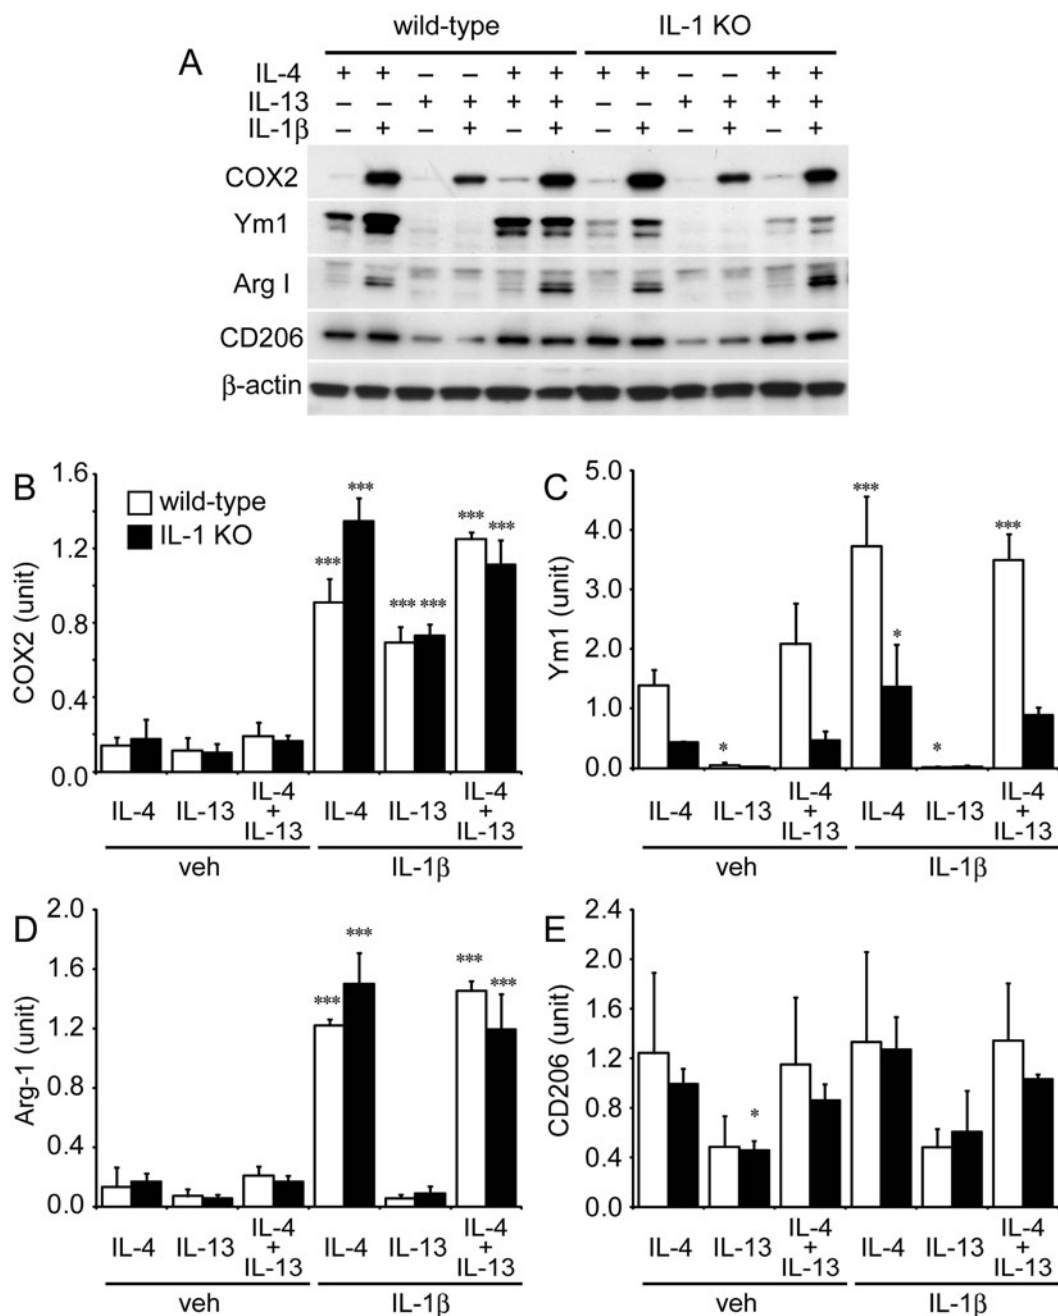 wild-type IL-1 KO
A
IL-4 + + – – + + + + – – + +
IL-13 – – + + + + – – + + + +
IL-1β – + – + – + – + – + – +
COX2
Ym1
Arg I
CD206
β-actin
B
wild-type
IL-1 KO
COX2 (unit)
1.6
1.2
0.8
0.4
0.0
*** *** *** *** *** ***
IL-4 IL-13 IL-4 + IL-13 IL-4 IL-13 IL-4 + IL-13
veh IL-1β
C
Ym1 (unit)
5.0
4.0
3.0
2.0
1.0
0.0
* *** * * ***
IL-4 IL-13 IL-4 + IL-13 IL-4 IL-13 IL-4 + IL-13
veh IL-1β
D
Arg-1 (unit)
2.0
1.6
1.2
0.8
0.4
0.0
*** *** *** ***
IL-4 IL-13 IL-4 + IL-13 IL-4 IL-13 IL-4 + IL-13
veh IL-1β
E
CD206 (unit)
2.4
2.0
1.6
1.2
0.8
0.4
0.0
*
IL-4 IL-13 IL-4 + IL-13 IL-4 IL-13 IL-4 + IL-13
veh IL-1β